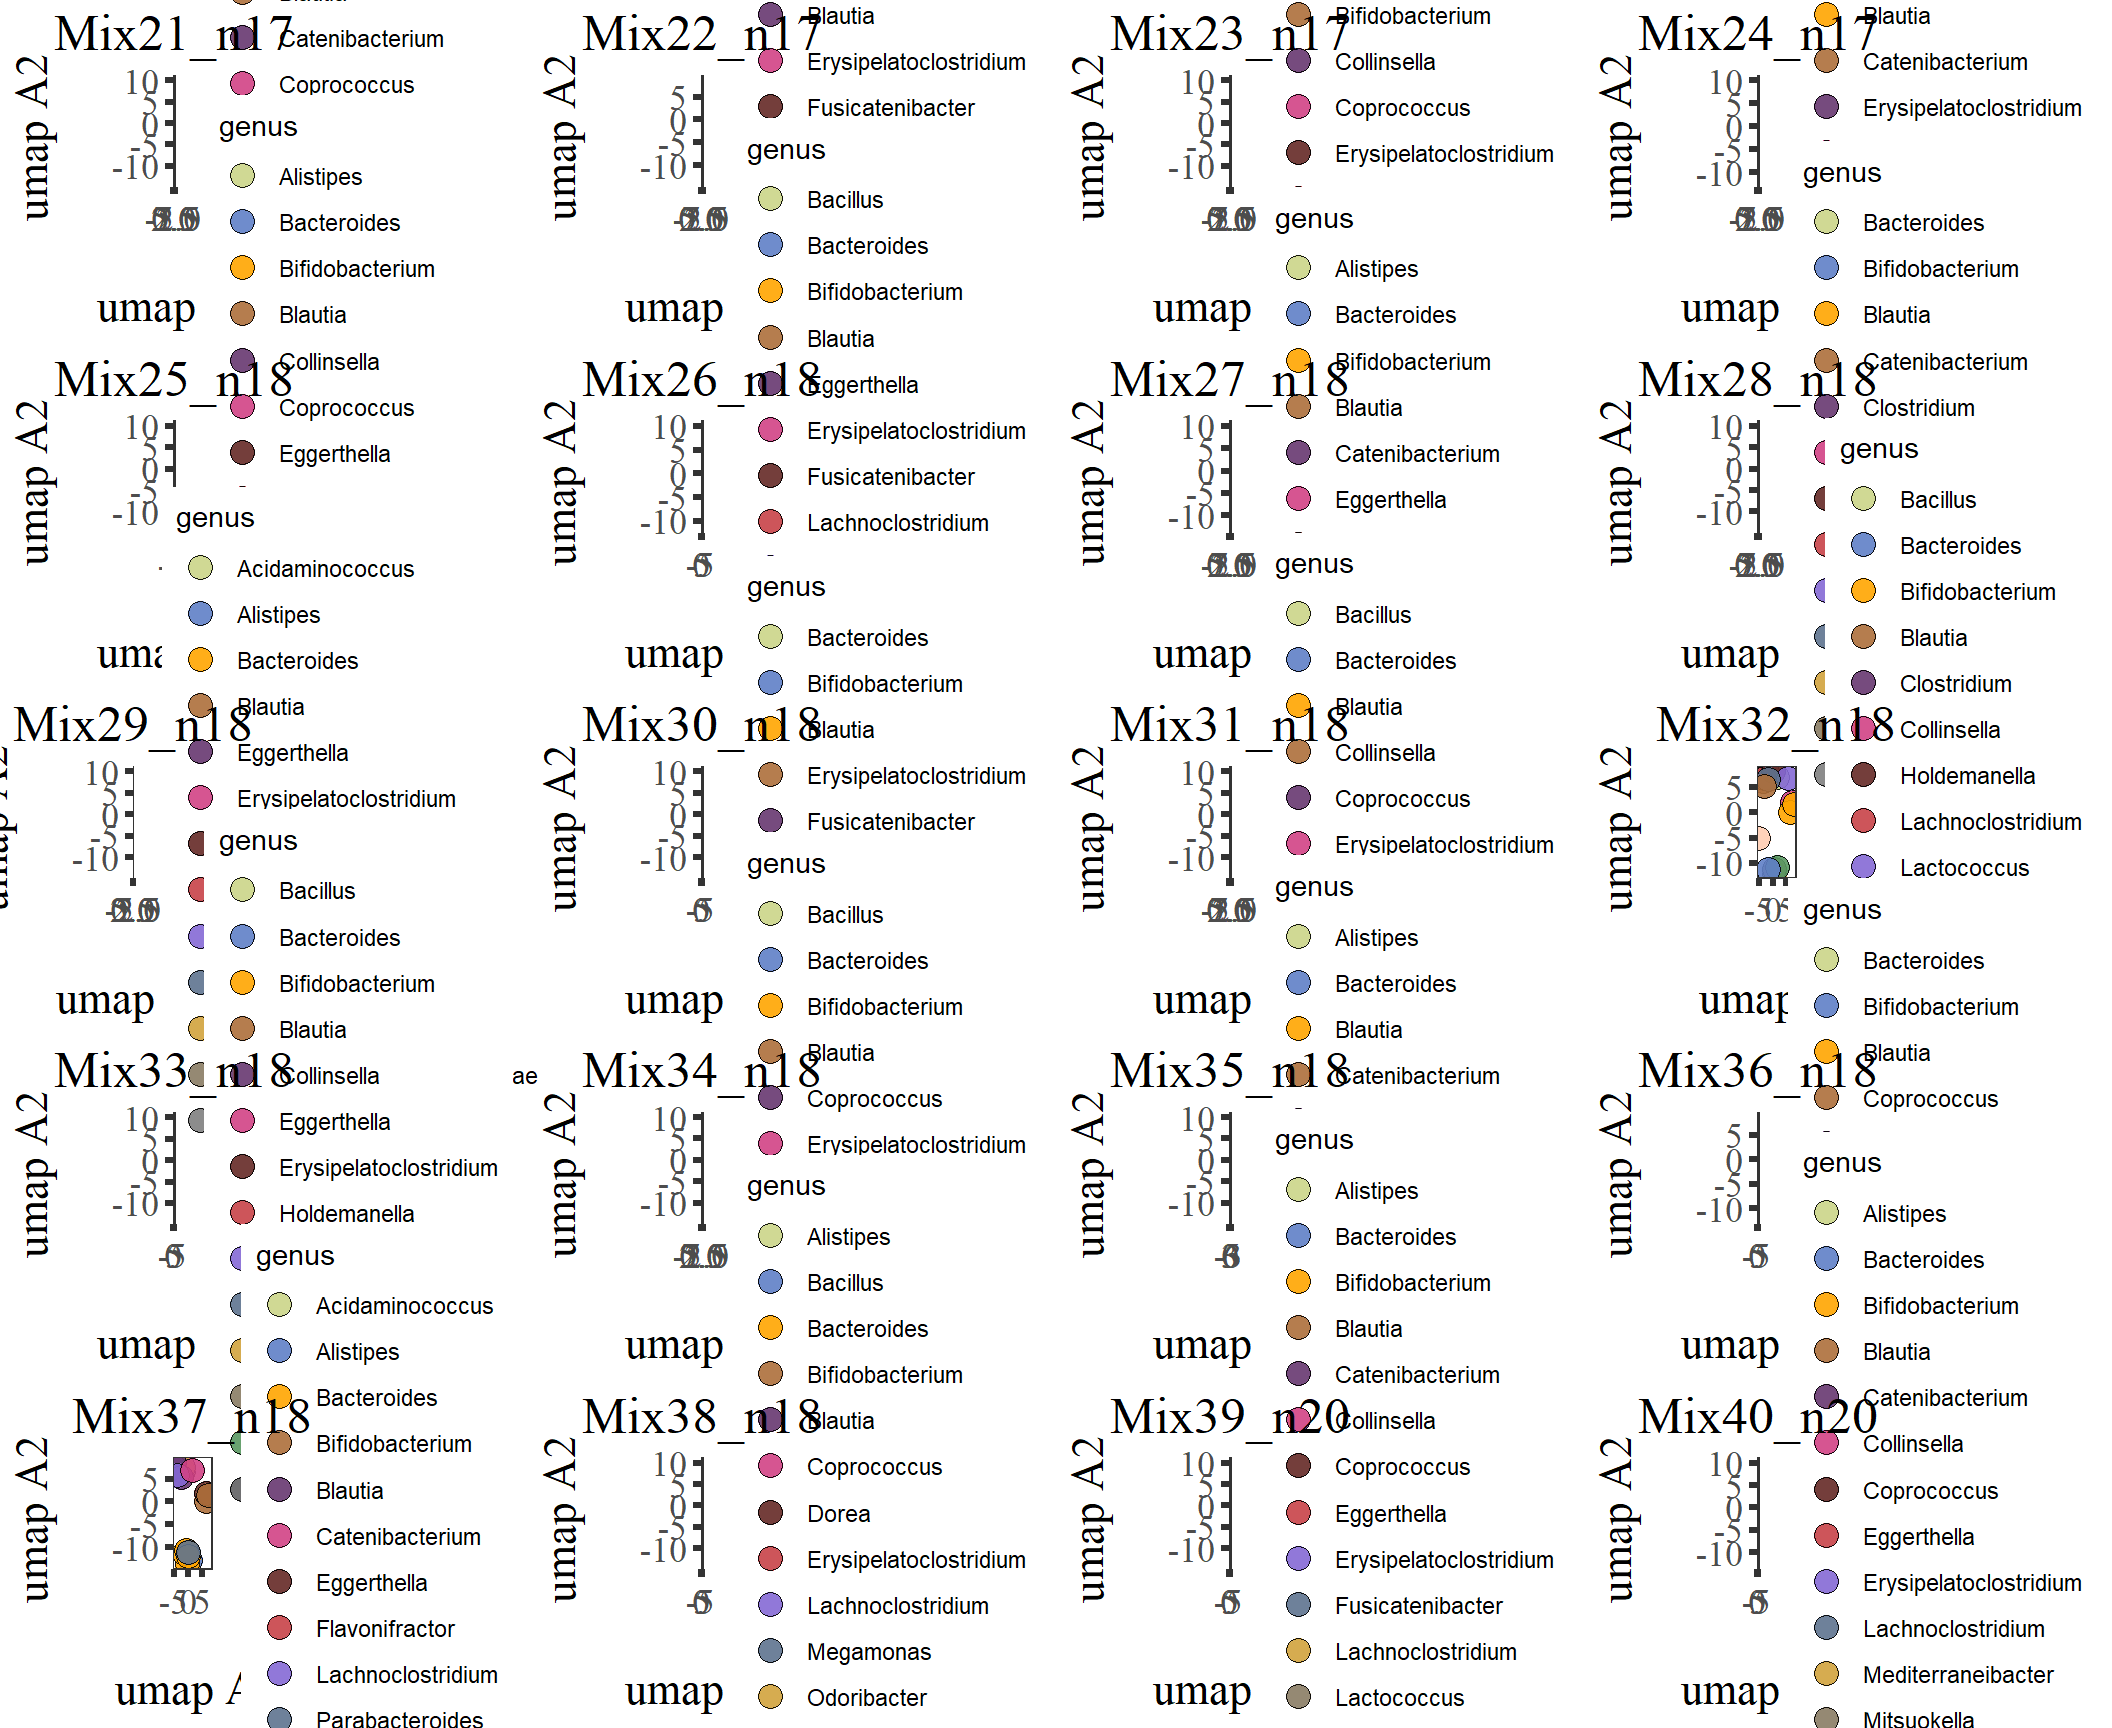 Mix21_n17
Catenibacterium
Coprococcus
umap A2
10
5
0
-5
-10
umap
genus
Alistipes
Bacteroides
Bifidobacterium
Blautia
Collinsella
Coprococcus
Eggerthella
Mix22_n17
Blautia
Erysipelatoclostridium
Fusicatenibacter
umap A2
5
0
-5
-10
umap
genus
Bacillus
Bacteroides
Bifidobacterium
Blautia
Eggerthella
Erysipelatoclostridium
Fusicatenibacter
Lachnoclostridium
Mix23_n17
Bifidobacterium
Collinsella
Coprococcus
Erysipelatoclostridium
umap A2
10
5
0
-5
-10
umap
genus
Alistipes
Bacteroides
Bifidobacterium
Blautia
Catenibacterium
Eggerthella
Mix24_n17
Blautia
Catenibacterium
Erysipelatoclostridium
umap A2
10
5
0
-5
-10
umap
genus
Bacteroides
Bifidobacterium
Blautia
Catenibacterium
Clostridium
Mix25_n18
umap A2
10
5
0
-5
-10
genus
Acidaminococcus
Alistipes
Bacteroides
Blautia
Eggerthella
Erysipelatoclostridium
Mix26_n18
umap A2
10
5
0
-5
-10
umap
genus
Bacteroides
Bifidobacterium
Blautia
Erysipelatoclostridium
Fusicatenibacter
Mix27_n18
umap A2
10
5
0
-5
-10
umap
genus
Bacillus
Bacteroides
Blautia
Collinsella
Coprococcus
Erysipelatoclostridium
Mix28_n18
umap A2
10
5
0
-5
-10
umap
genus
Bacillus
Bacteroides
Bifidobacterium
Blautia
Clostridium
Collinsella
Holdemanella
Lachnoclostridium
Lactococcus
Mix29_n18
10
5
0
-5
-10
umap
genus
Bacillus
Bacteroides
Bifidobacterium
Blautia
Collinsella
Eggerthella
Erysipelatoclostridium
Holdemanella
Mix30_n18
umap A2
10
5
0
-5
-10
umap
genus
Bacillus
Bacteroides
Bifidobacterium
Blautia
Coprococcus
Erysipelatoclostridium
Mix31_n18
umap A2
10
5
0
-5
-10
umap
genus
Alistipes
Bacteroides
Blautia
Catenibacterium
Mix32_n18
umap A2
5
0
-5
-10
-5 0 5
umap
genus
Bacteroides
Bifidobacterium
Blautia
Coprococcus
Mix33_n18
ae
umap A2
10
5
0
-5
-10
umap
genus
Acidaminococcus
Alistipes
Bacteroides
Bifidobacterium
Blautia
Catenibacterium
Eggerthella
Flavonifractor
Lachnoclostridium
Parabacteroides
Mix34_n18
umap A2
10
5
0
-5
-10
umap
genus
Alistipes
Bacillus
Bacteroides
Bifidobacterium
Blautia
Coprococcus
Dorea
Erysipelatoclostridium
Lachnoclostridium
Megamonas
Odoribacter
Mix35_n18
umap A2
10
5
0
-5
-10
umap
genus
Alistipes
Bacteroides
Bifidobacterium
Blautia
Catenibacterium
Collinsella
Coprococcus
Eggerthella
Erysipelatoclostridium
Fusicatenibacter
Lachnoclostridium
Lactococcus
Mix36_n18
umap A2
5
0
-5
-10
umap
genus
Alistipes
Bacteroides
Bifidobacterium
Blautia
Catenibacterium
Collinsella
Coprococcus
Eggerthella
Erysipelatoclostridium
Lachnoclostridium
Mediterraneibacter
Mitsuokella
Mix37_n18
umap A2
5
0
-5
-10
-5 0 5
umap
Mix38_n18
umap A2
10
5
0
-5
-10
umap
Mix39_n20
umap A2
10
5
0
-5
-10
umap
Mix40_n20
umap A2
10
5
0
-5
-10
umap